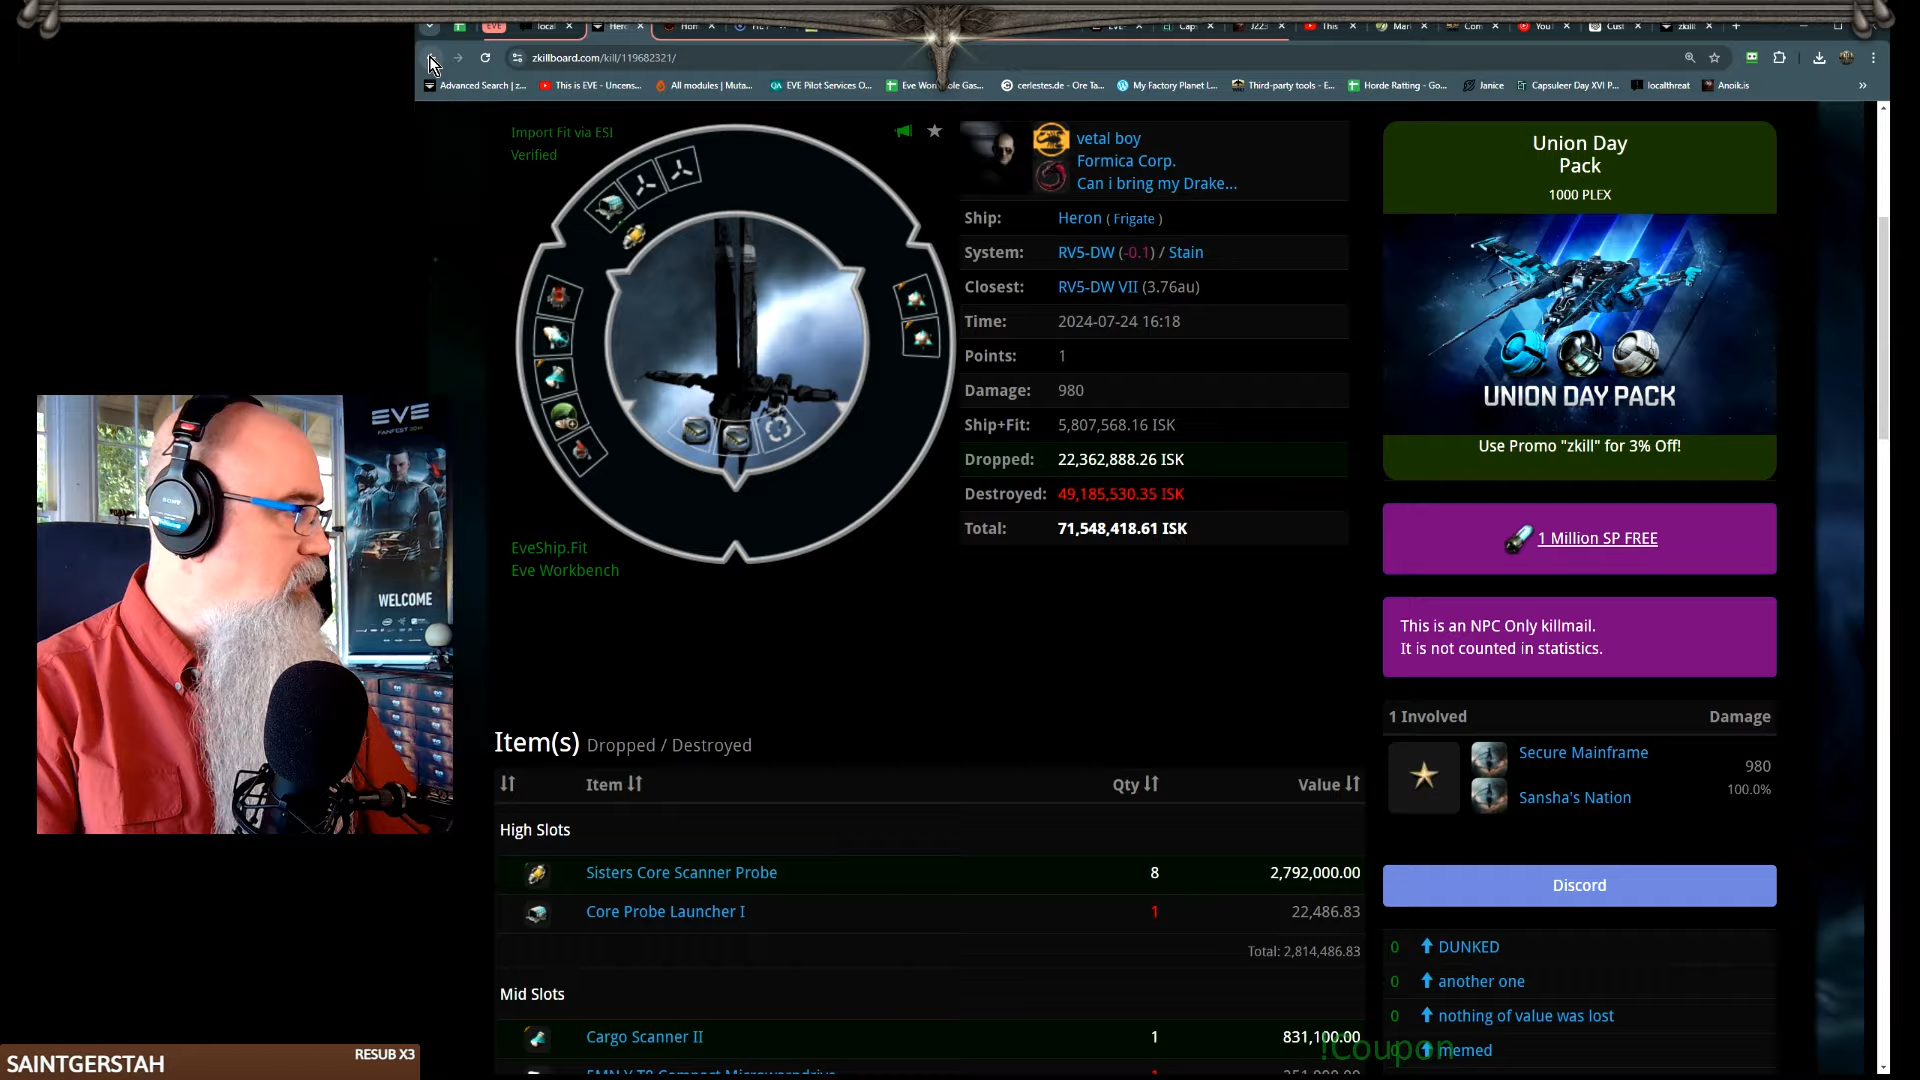 local
Hero
zkillboard.com/kill/119682321/
Advanced Search | z...
This is EVE - Uncens...
All modules | Muta...
EVE Pilot Services O...
cerlestes.de - Ore Ta...
My Factory Planet L...
Third-party tools - E...
Horde Ratting - Go...
Janice
Capsuleer Day XVI P...
localthreat
Anoik.is
Import Fit via ESI
Verified
vetal boy
Formica Corp.
Can i bring my Drake...
Ship: Heron ( Frigate )
System: RV5-DW (-0.1) / Stain
Closest: RV5-DW VII (3.76au)
Time: 2024-07-24 16:18
Points: 1
Damage: 980
Ship+Fit: 5,807,568.16 ISK
Dropped: 22,362,888.26 ISK
Destroyed: 49,185,530.35 ISK
Total: 71,548,418.61 ISK
EveShip.Fit
Eve Workbench
Union Day
Pack
1000 PLEX
UNION DAY PACK
Use Promo "zkill" for 3% Off!
1 Million SP FREE
This is an NPC Only killmail.
It is not counted in statistics.
1 Involved Damage
Secure Mainframe
Sansha's Nation
980
100.0%
Discord
0 DUNKED
0 another one
0 nothing of value was lost
0 memed
Item(s) Dropped / Destroyed
Item Qty Value
High Slots
Sisters Core Scanner Probe 8 2,792,000.00
Core Probe Launcher I 1 22,486.83
Total: 2,814,486.83
Mid Slots
Cargo Scanner II 1 831,100.00
!Coupon
EVE
FANFEST
WELCOME
SONY
SAINTGERSTAH
RESUB X3